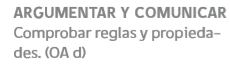 ARGUMENTAR Y COMUNICAR
Comprobar reglas y propieda-
des. (OA d)